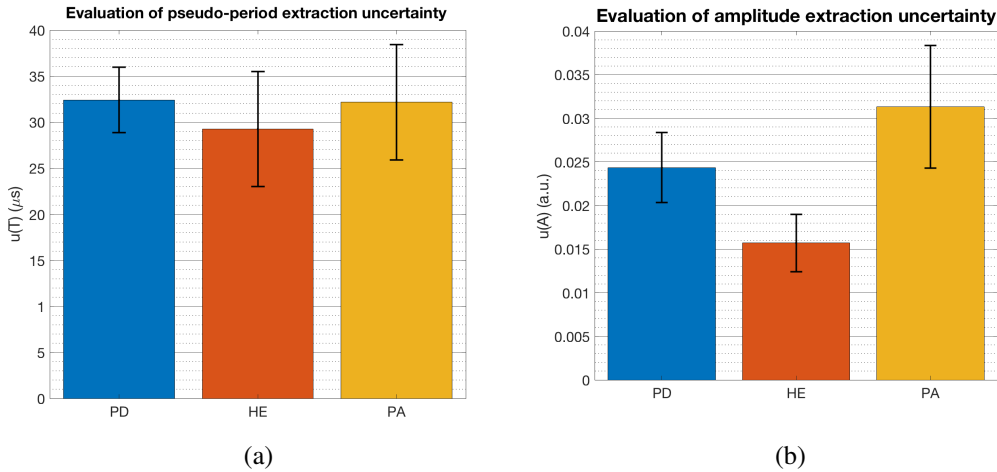 Evaluation of pseudo-period extraction uncertainty
40
35
30
25
20
15
1
5
0
u(T) (μs)
PD HE PA
(a)
Evaluation of amplitude extraction uncertainty
0.04
0.035
0.03
0.025
0.02
0.015
0.01
0.005
0
u(A) (a.u.)
PD HE PA
(b)